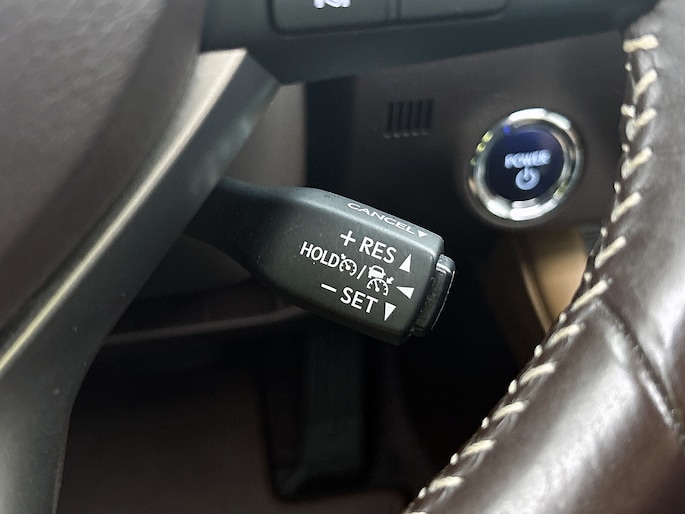 POWER
CANCEL▼
+ RES ▲
HOLD /
− SET ▼